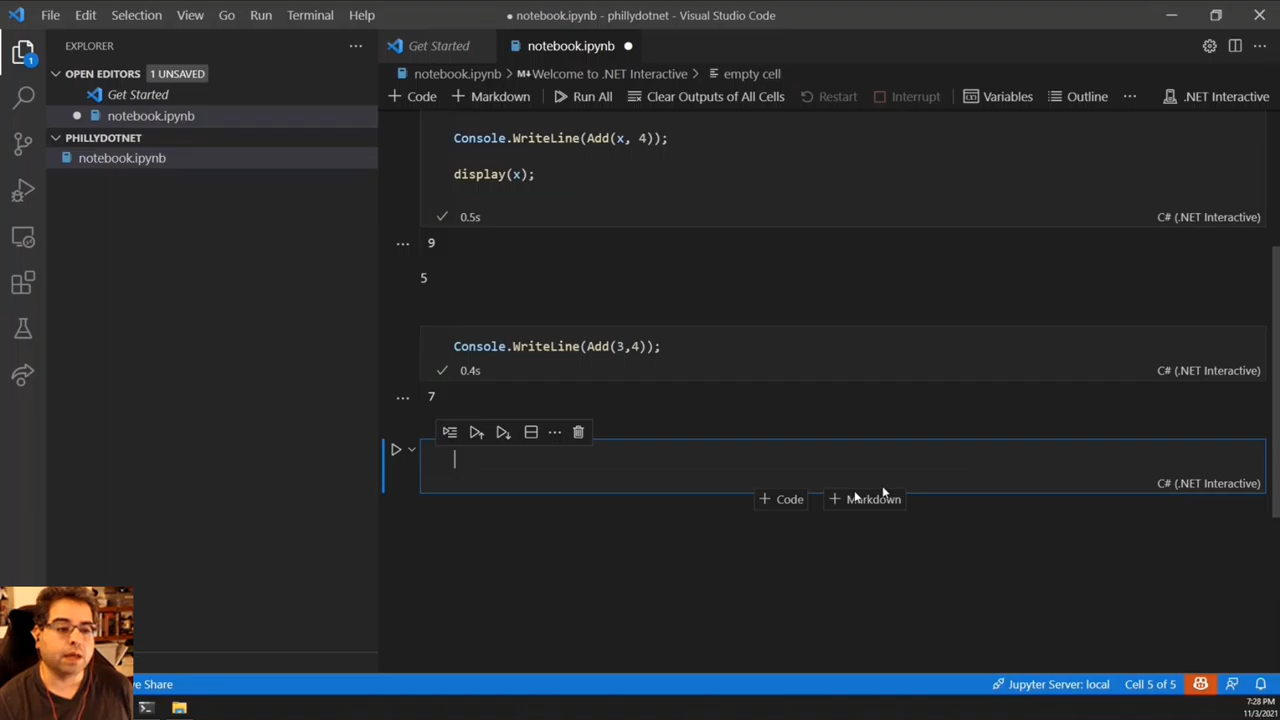 File Edit Selection View Go Run Terminal Help
● notebook.ipynb - phillydotnet - Visual Studio Code
EXPLORER
Get Started
notebook.ipynb
OPEN EDITORS 1 UNSAVED
Get Started
notebook.ipynb
PHILLYDOTNET
notebook.ipynb
1
notebook.ipynb > M↓Welcome to .NET Interactive > empty cell
+ Code + Markdown Run All Clear Outputs of All Cells Restart Interrupt Variables Outline ... .NET Interactive
Console.WriteLine(Add(x, 4));
display(x);
0.5s
C# (.NET Interactive)
9
5
Console.WriteLine(Add(3,4));
0.4s
C# (.NET Interactive)
7
C# (.NET Interactive)
+ Code + Markdown
ve Share
Jupyter Server: local Cell 5 of 5
7:28 PM
11/3/2021